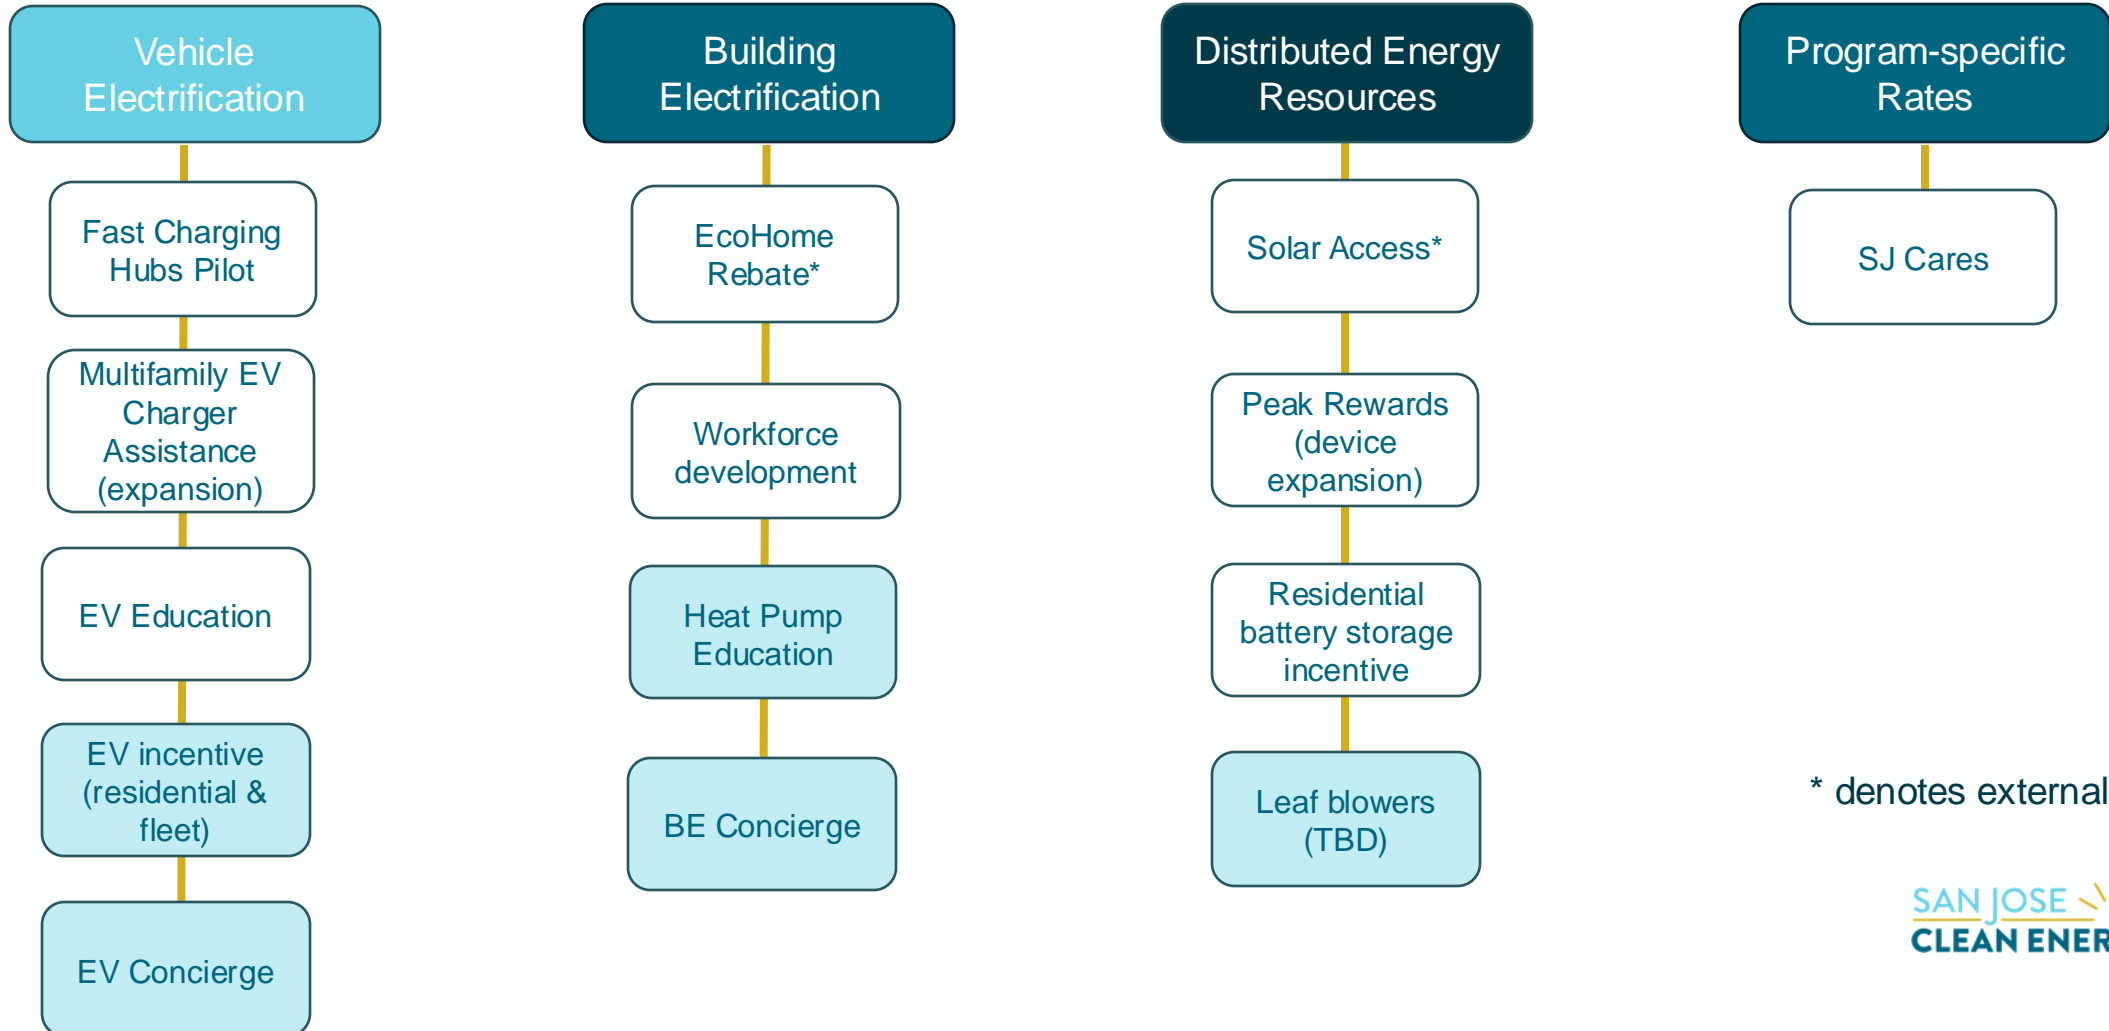 Vehicle
Electrification
Fast Charging
Hubs Pilot
Multifamily EV
Charger
Assistance
(expansion)
EV Education
EV incentive
(residential &
fleet)
EV Concierge
Building
Electrification
EcoHome
Rebate*
Workforce
development
Heat Pump
Education
BE Concierge
Distributed Energy
Resources
Solar Access*
Peak Rewards
(device
expansion)
Residential
battery storage
incentive
Leaf blowers
(TBD)
Program-specific
Rates
SJ Cares
* denotes external
SAN JOSE
CLEAN ENER